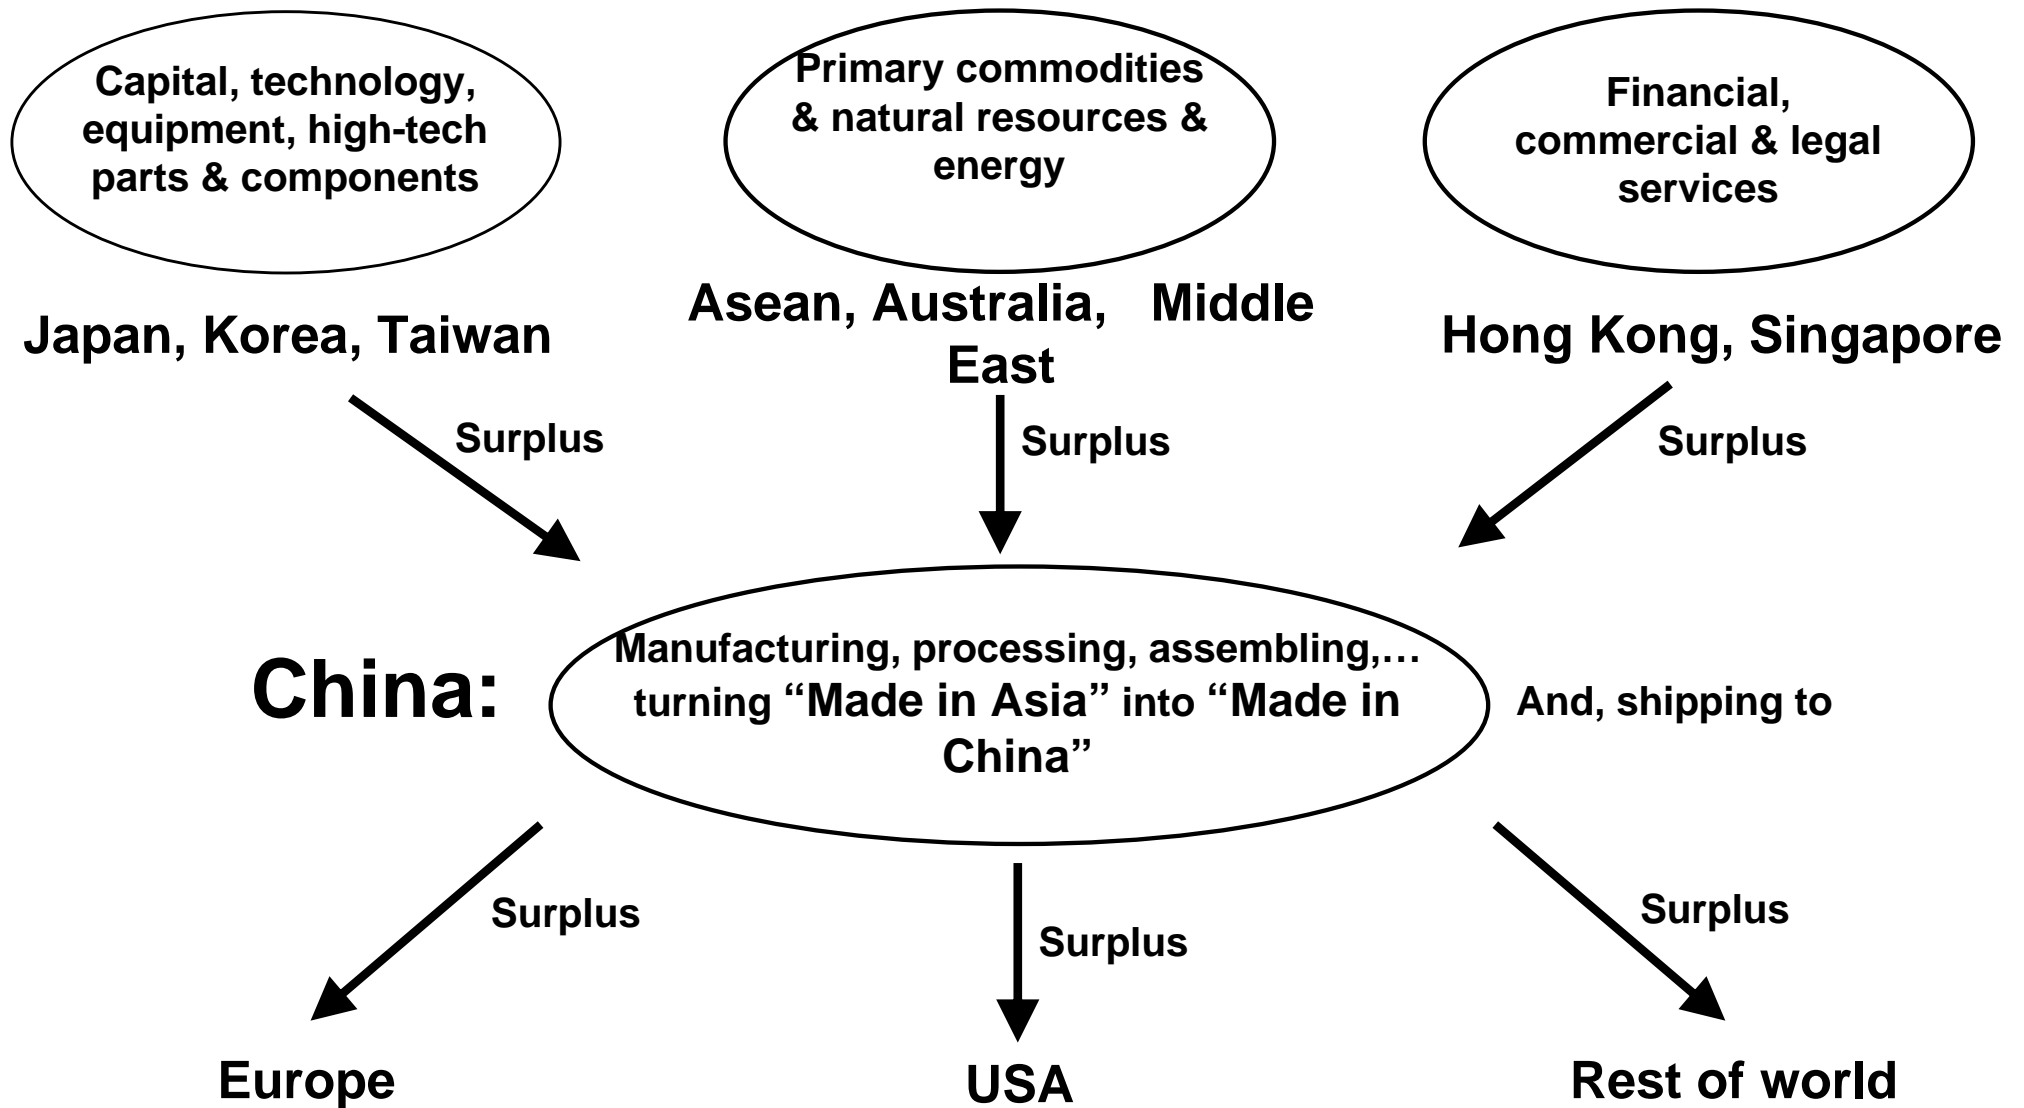 Capital, technology,
equipment, high-tech
parts & components
Primary commodities
& natural resources &
energy
Financial,
commercial & legal
services
Japan, Korea, Taiwan
Asean, Australia, Middle
East
Hong Kong, Singapore
Surplus
Surplus
Surplus
China:
Manufacturing, processing, assembling,…
turning “Made in Asia” into “Made in
China”
And, shipping to
Surplus
Surplus
Surplus
Europe
USA
Rest of world